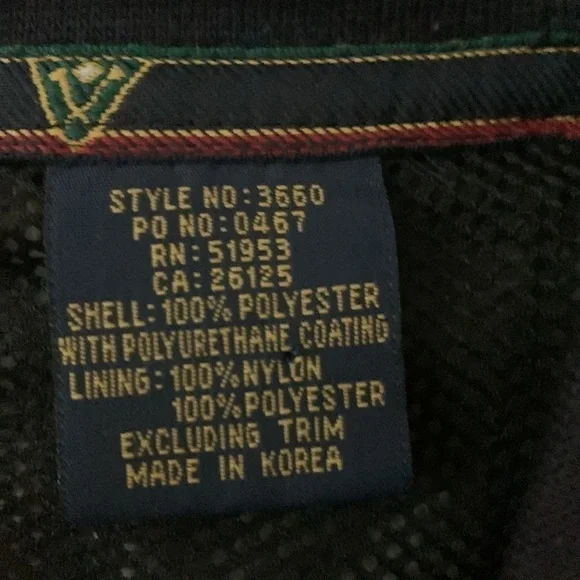 STYLE NO:3660
PO NO:0467
RN:51953
CA:26125
SHELL:100% POLYESTER
WITH POLYURETHANE COATING
LINING:100%NYLON
100%POLYESTER
EXCLUDING TRIM
MADE IN KOREA